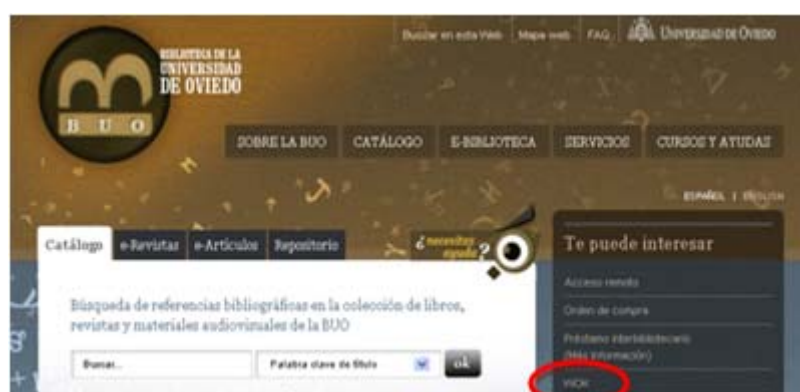 Buscar en esta Web Mapa web FAQ UNIVERSIDAD DE OVIEDO
BIBLIOTECA DE LA
UNIVERSIDAD
DE OVIEDO
BUO
SOBRE LA BUO CATÁLOGO E-BIBLIOTECA SERVICIOS CURSOS Y AYUDAS
ESPAÑOL | ENGLISH
Catálogo e-Revistas e-Artículos Repositorio ¿necesitas ayuda?
Te puede interesar
Acceso remoto
Orden de compra
Préstamo interbibliotecario
(Más información)
Búsqueda de referencias bibliográficas en la colección de libros,
revistas y materiales audiovisuales de la BUO
Buscar... Palabra clave de título ok